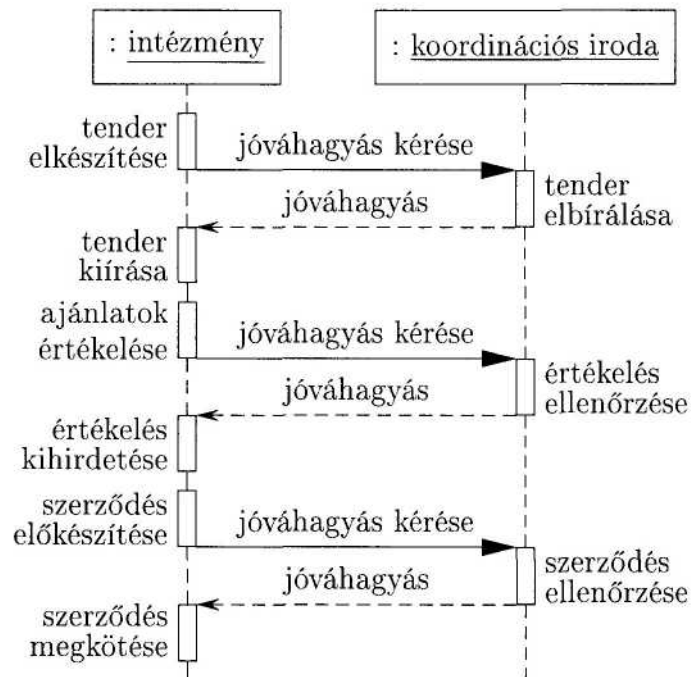 : intézmény
: koordinációs iroda
tender
elkészítése
jóváhagyás kérése
tender
elbírálása
jóváhagyás
tender
kiírása
ajánlatok
értékelése
jóváhagyás kérése
értékelés
ellenőrzése
jóváhagyás
értékelés
kihirdetése
szerződés
előkészítése
jóváhagyás kérése
szerződés
ellenőrzése
jóváhagyás
szerződés
megkötése